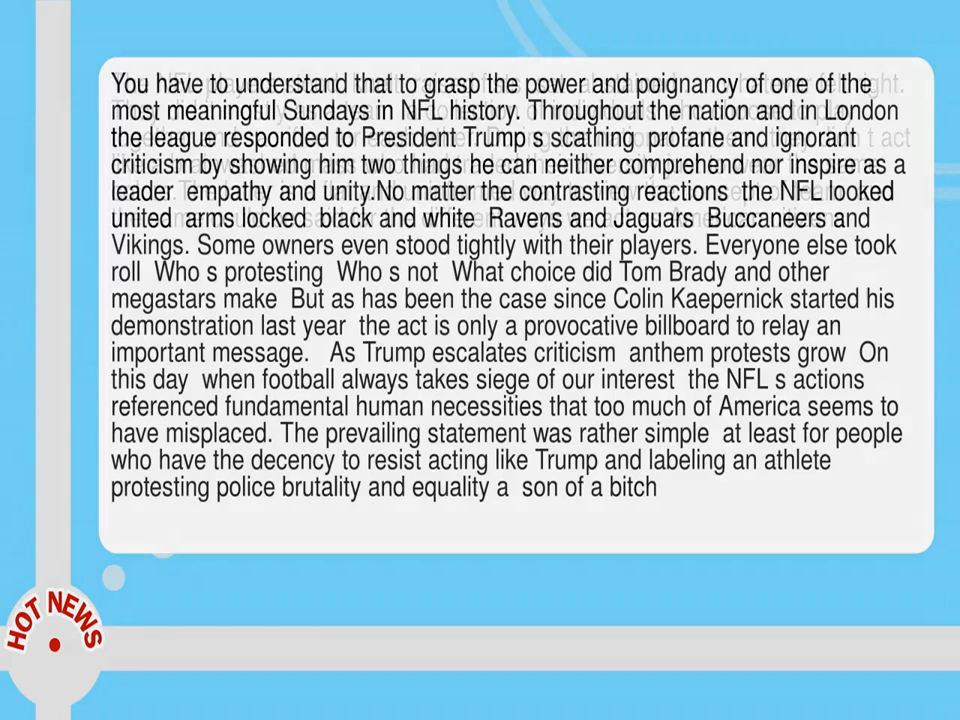 You have to understand that to grasp the power and poignancy of one of the
most meaningful Sundays in NFL history. Throughout the nation and in London
the league responded to President Trump s scathing  profane and ignorant
criticism by showing him two things he can neither comprehend nor inspire as a
leader  empathy and unity.No matter the contrasting reactions  the NFL looked
united  arms locked  black and white  Ravens and Jaguars  Buccaneers and
Vikings. Some owners even stood tightly with their players. Everyone else took
roll  Who s protesting  Who s not  What choice did Tom Brady and other
megastars make  But as has been the case since Colin Kaepernick started his
demonstration last year  the act is only a provocative billboard to relay an
important message.   As Trump escalates criticism  anthem protests grow  On
this day  when football always takes siege of our interest  the NFL s actions
referenced fundamental human necessities that too much of America seems to
have misplaced. The prevailing statement was rather simple  at least for people
who have the decency to resist acting like Trump and labeling an athlete
protesting police brutality and equality a  son of a bitch
HOT NEWS